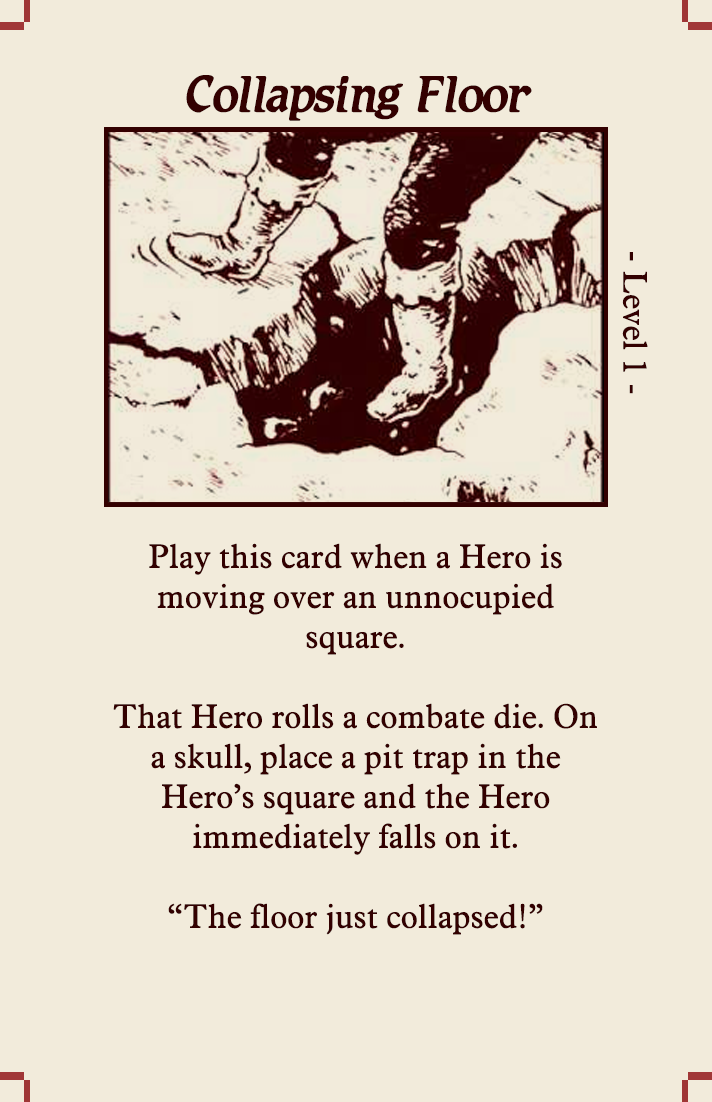 Collapsing Floor
- Level 1 -
Play this card when a Hero is
moving over an unnocupied
square.
That Hero rolls a combate die. On
a skull, place a pit trap in the
Hero’s square and the Hero
immediately falls on it.
“The floor just collapsed!”